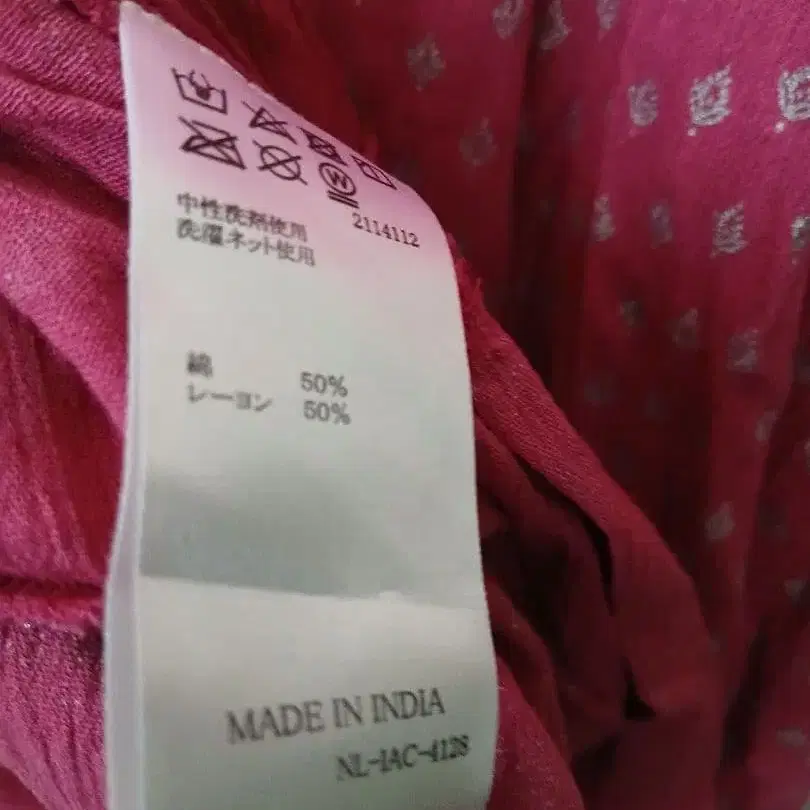 W
2114112
中性洗剤使用
洗濯ネット使用
綿 50%
レーヨン 50%
MADE IN INDIA
NL-IAC-4128